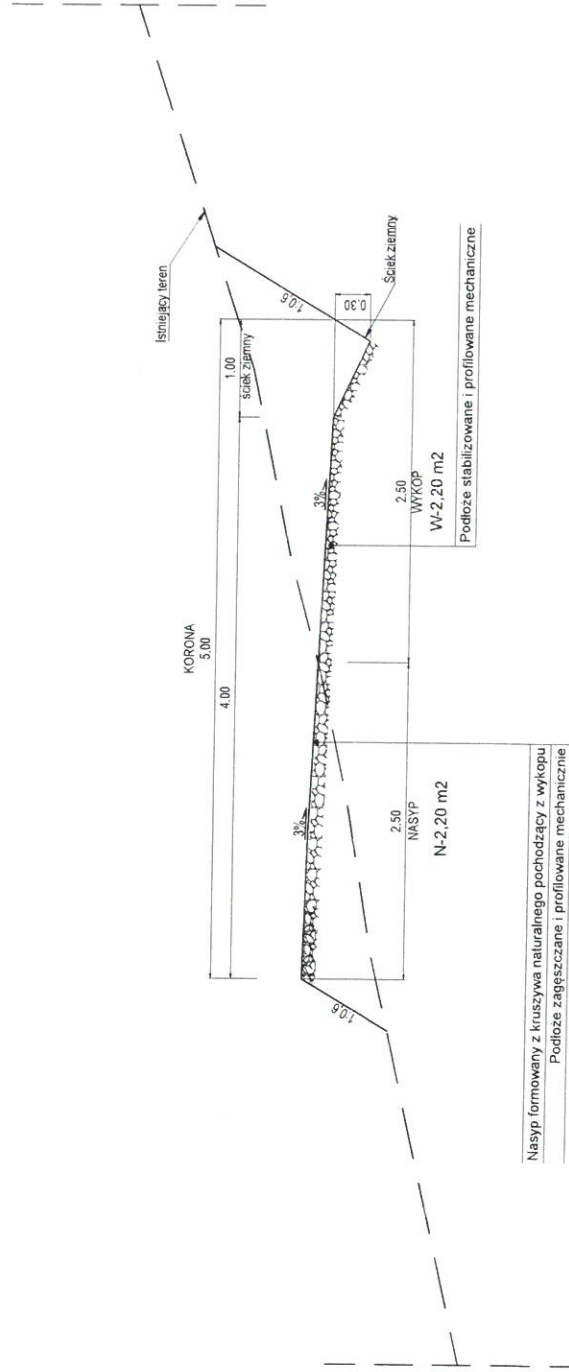 Istniejący teren
KORONA
5.00
4.00
1.00
ściek ziemny
1:0,6
0.30
Ściek ziemny
3%
3%
1:0,6
2.50
NASYP
N-2,20 m2
2.50
WYKOP
W-2,20 m2
Podłoże stabilizowane i profilowane mechaniczne
Nasyp formowany z kruszywa naturalnego pochodzący z wykopu
Podłoże zagęszczane i profilowane mechanicznie